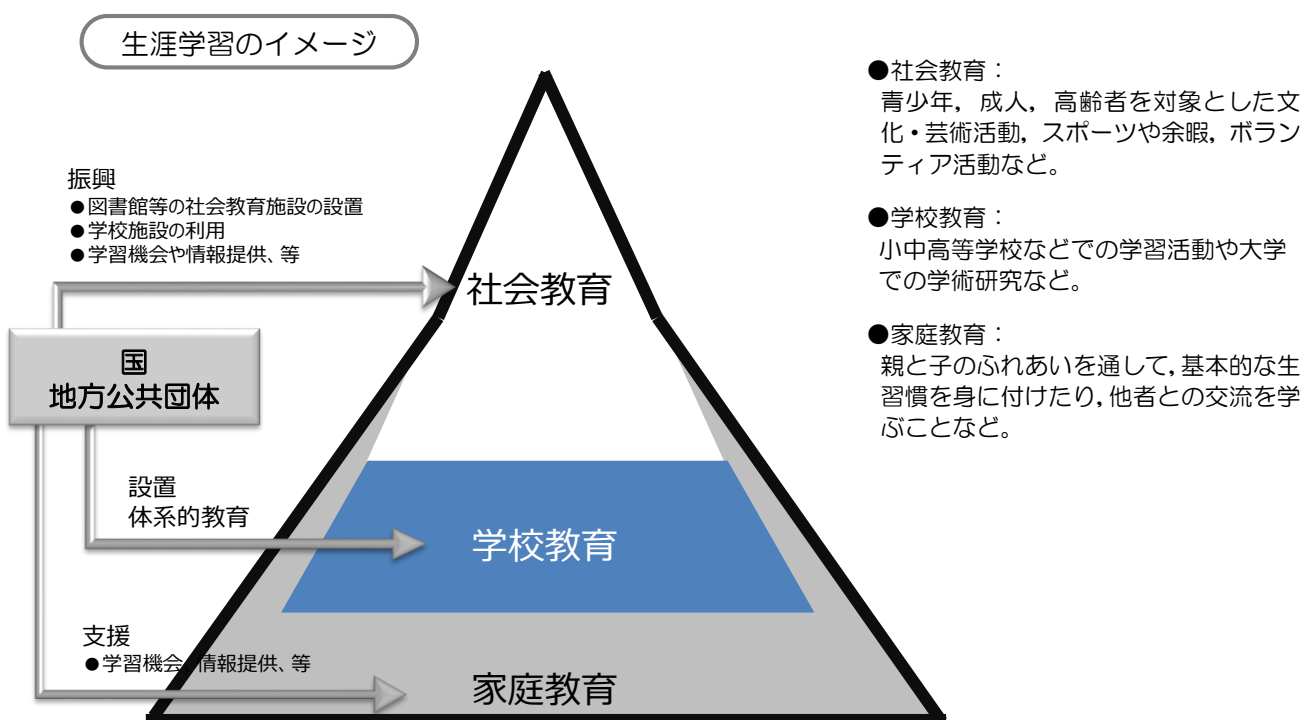 生涯学習のイメージ
振興
●図書館等の社会教育施設の設置
●学校施設の利用
●学習機会や情報提供、等
社会教育
国
地方公共団体
設置
体系的教育
学校教育
支援
●学習機会、情報提供、等
家庭教育
●社会教育：
青少年，成人，高齢者を対象とした文
化・芸術活動，スポーツや余暇，ボラン
ティア活動など。
●学校教育：
小中高等学校などでの学習活動や大学
での学術研究など。
●家庭教育：
親と子のふれあいを通して，基本的な生
習慣を身に付けたり，他者との交流を学
ぶことなど。